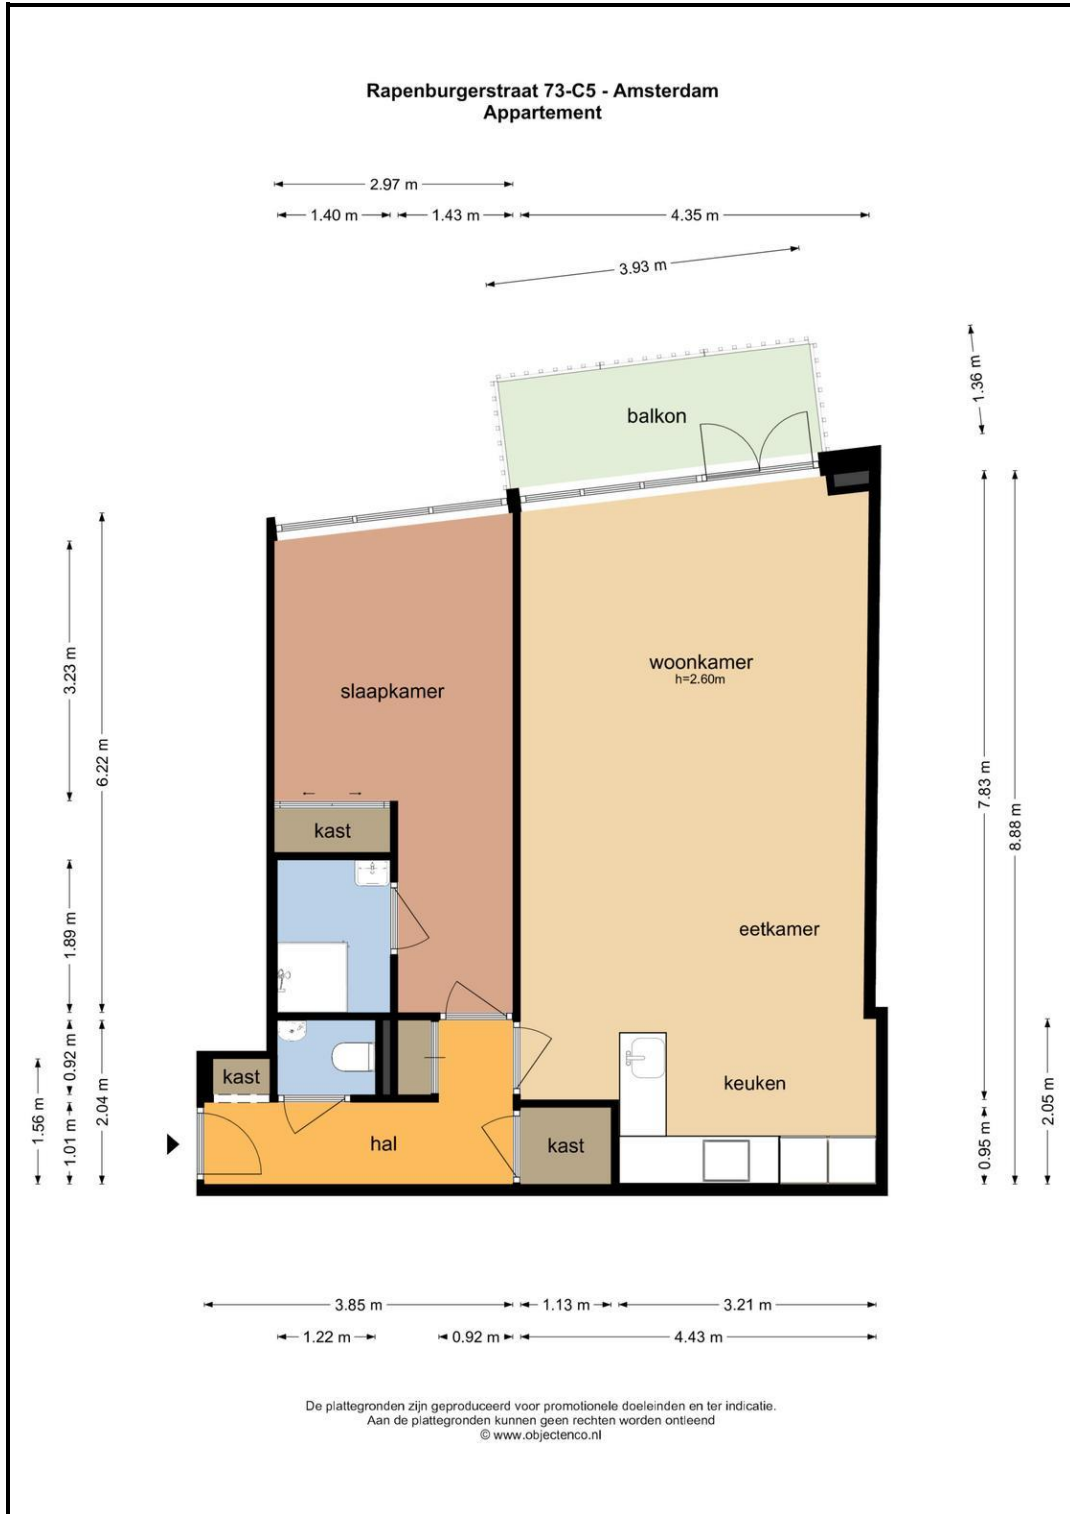 Rapenburgerstraat 73-C5 - Amsterdam
Appartement
2.97 m
1.40 m
1.43 m
4.35 m
3.93 m
1.36 m
balkon
woonkamer
h=2.60m
slaapkamer
3.23 m
6.22 m
7.83 m
8.88 m
kast
1.89 m
eetkamer
kast
keuken
0.92 m
1.56 m
1.01 m
2.04 m
2.05 m
0.95 m
hal
kast
3.85 m
1.13 m
3.21 m
1.22 m
0.92 m
4.43 m
De plattegronden zijn geproduceerd voor promotionele doeleinden en ter indicatie.
Aan de plattegronden kunnen geen rechten worden ontleend
© www.objectenco.nl